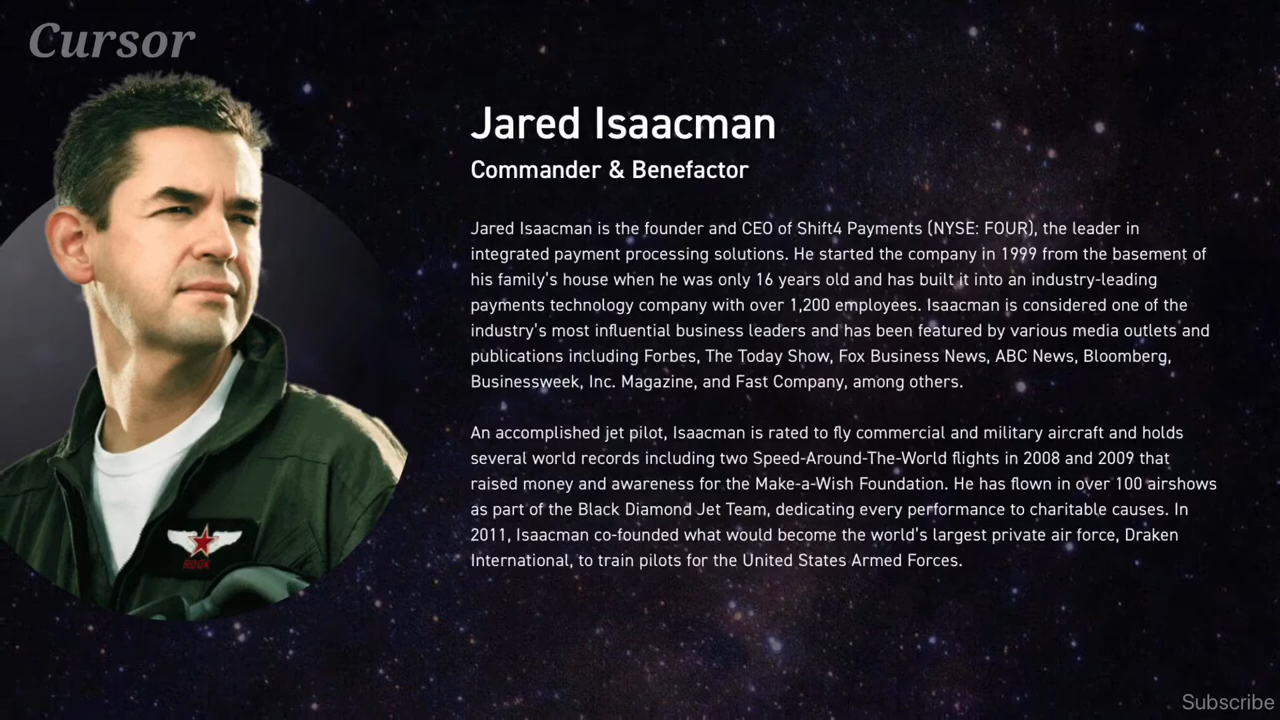 Cursor
Jared Isaacman
Commander & Benefactor
Jared Isaacman is the founder and CEO of Shift4 Payments (NYSE: FOUR), the leader in
integrated payment processing solutions. He started the company in 1999 from the basement of
his family's house when he was only 16 years old and has built it into an industry-leading
payments technology company with over 1,200 employees. Isaacman is considered one of the
industry's most influential business leaders and has been featured by various media outlets and
publications including Forbes, The Today Show, Fox Business News, ABC News, Bloomberg,
Businessweek, Inc. Magazine, and Fast Company, among others.
An accomplished jet pilot, Isaacman is rated to fly commercial and military aircraft and holds
several world records including two Speed-Around-The-World flights in 2008 and 2009 that
raised money and awareness for the Make-a-Wish Foundation. He has flown in over 100 airshows
as part of the Black Diamond Jet Team, dedicating every performance to charitable causes. In
2011, Isaacman co-founded what would become the world's largest private air force, Draken
International, to train pilots for the United States Armed Forces.
ROOK
Subscribe